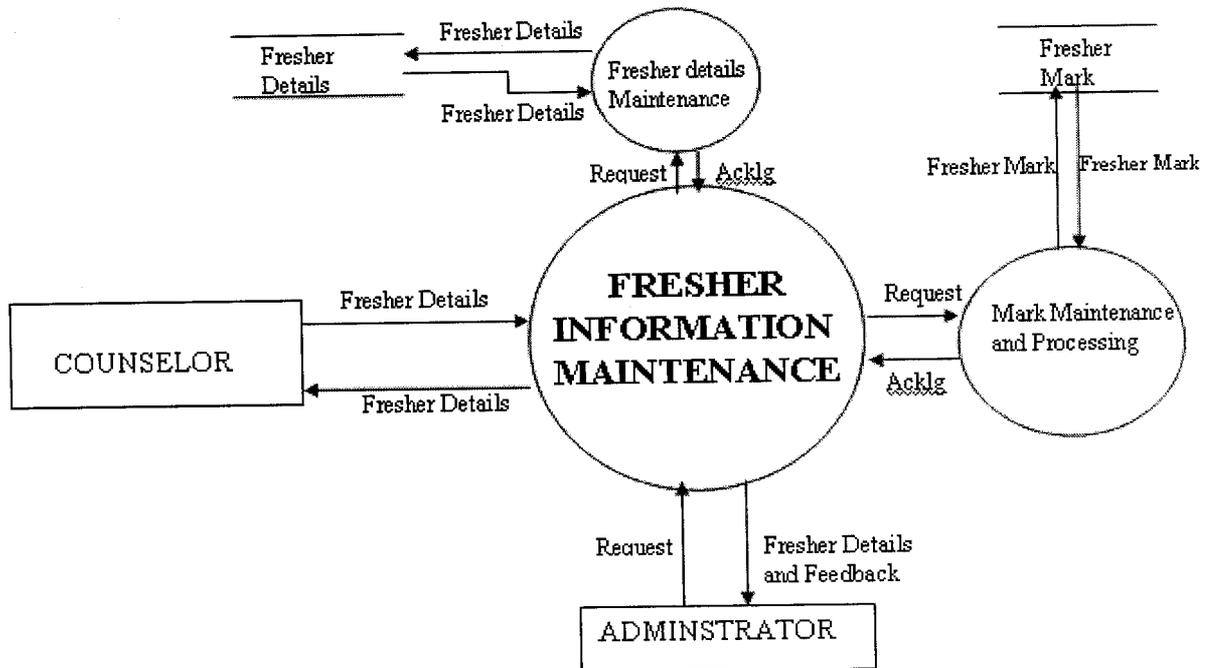 Fresher Details
Fresher
Details
Fresher Details
Fresher details
Maintenance
Fresher
Mark
Request
Acklg
Fresher Mark
Fresher Mark
FRESHER
INFORMATION
MAINTENANCE
Fresher Details
COUNSELOR
Fresher Details
Request
Mark Maintenance
and Processing
Acklg
Request
Fresher Details
and Feedback
ADMINSTRATOR